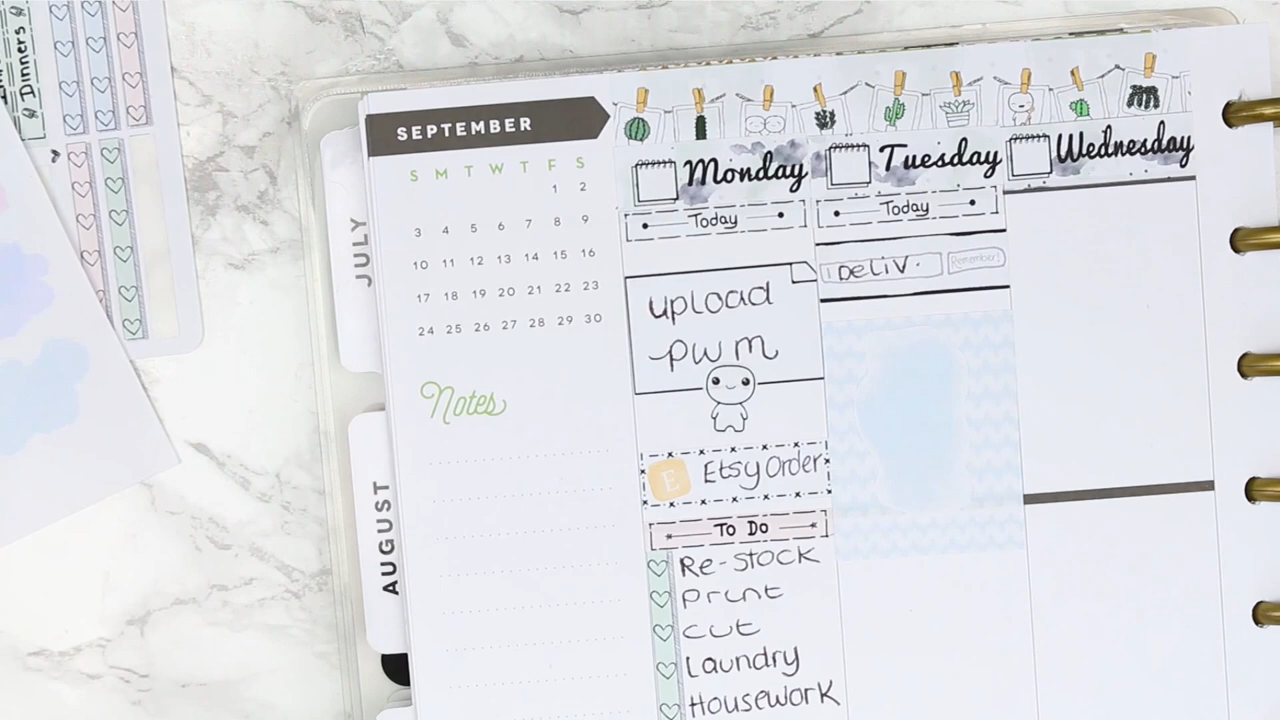 Dinners
SEPTEMBER
S M T W T F S
1 2
3 4 5 6 7 8 9
10 11 12 13 14 15 16
17 18 19 20 21 22 23
24 25 26 27 28 29 30
Notes
JULY
AUGUST
Monday
Today
upload
PWM
E
Etsy Order
TO DO
Re-stock
Print
cut
Laundry
Housework
Tuesday
Today
DELIV.
Remember!
Wednesday